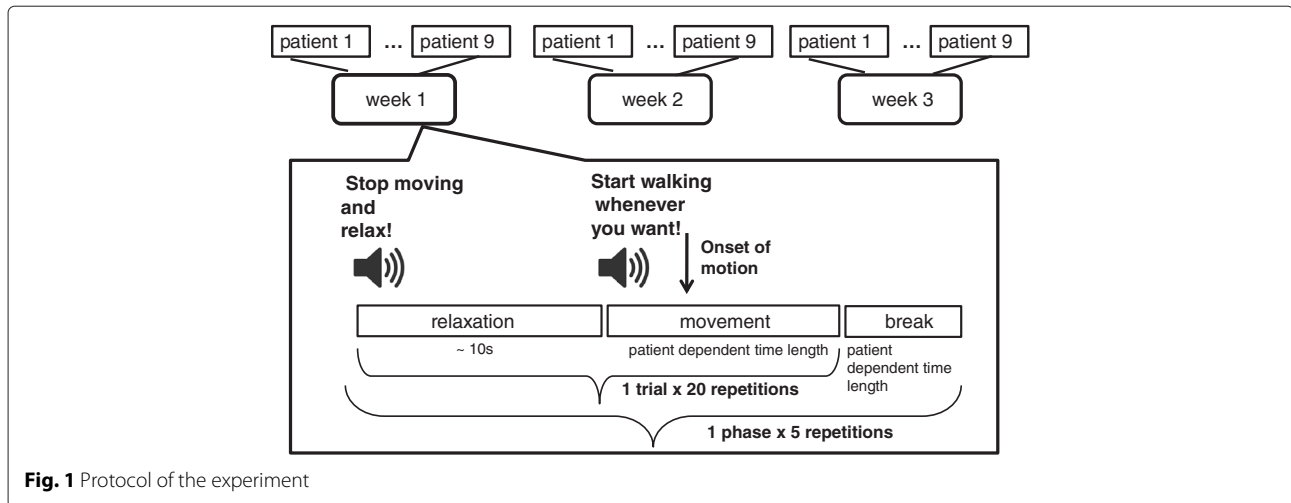 patient 1 ... patient 9 patient 1 ... patient 9 patient 1 ... patient 9
week 1 week 2 week 3
Stop moving
and
relax!
Start walking
whenever
you want!
Onset of
motion
relaxation movement break
~ 10s
patient dependent time length
patient
dependent time
length
1 trial x 20 repetitions
1 phase x 5 repetitions
Fig. 1 Protocol of the experiment